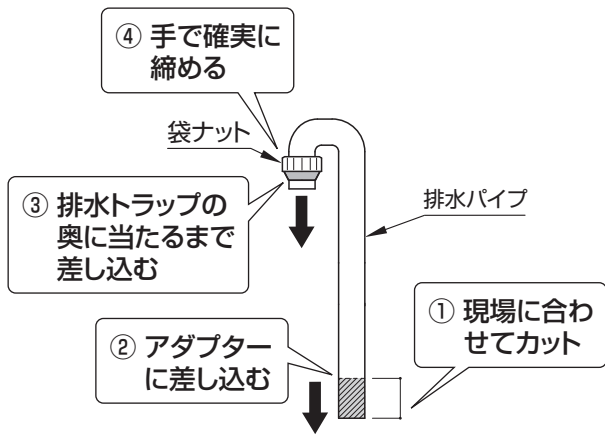 ④ 手で確実に
締める
袋ナット
③ 排水トラップの
奥に当たるまで
差し込む
排水パイプ
① 現場に合わ
せてカット
② アダプター
に差し込む